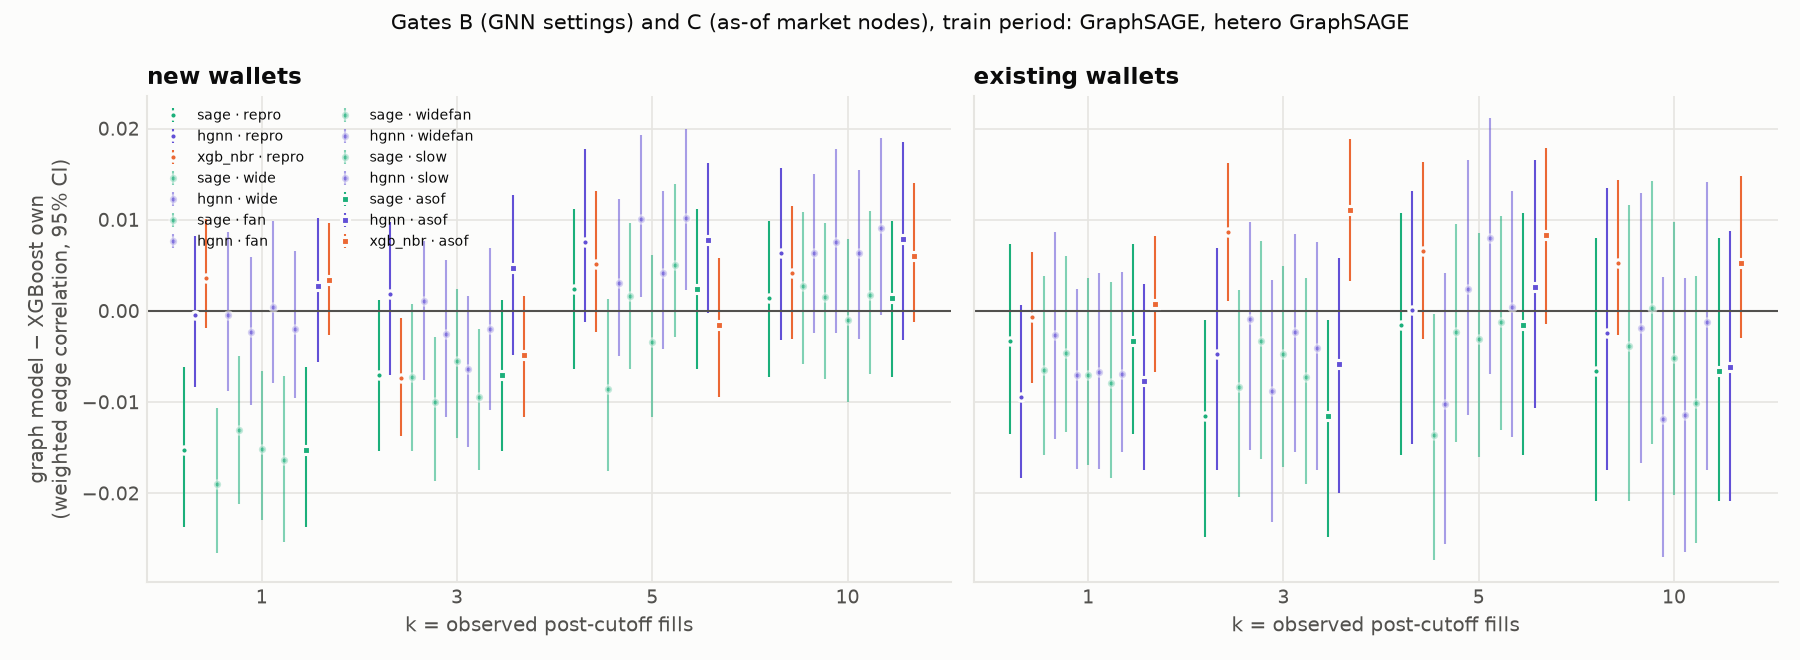 Gates B (GNN settings) and C (as-of market nodes), train period: GraphSAGE, hetero GraphSAGE
new wallets
existing wallets
graph model − XGBoost own
(weighted edge correlation, 95% CI)
0.02
0.01
0.00
−0.01
−0.02
sage · repro
hgnn · repro
xgb_nbr · repro
sage · wide
hgnn · wide
sage · fan
hgnn · fan
sage · widefan
hgnn · widefan
sage · slow
hgnn · slow
sage · asof
hgnn · asof
xgb_nbr · asof
1 3 5 10
k = observed post-cutoff fills
1 3 5 10
k = observed post-cutoff fills